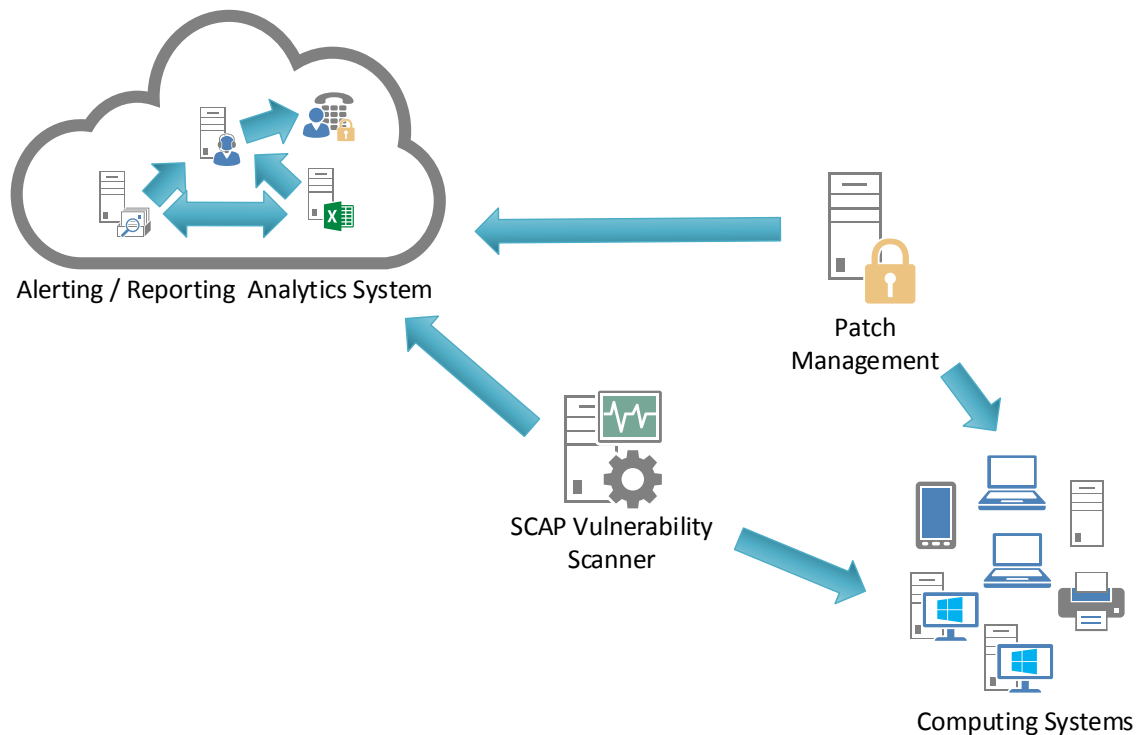 Alerting / Reporting  Analytics System
Patch
Management
SCAP Vulnerability
Scanner
Computing Systems